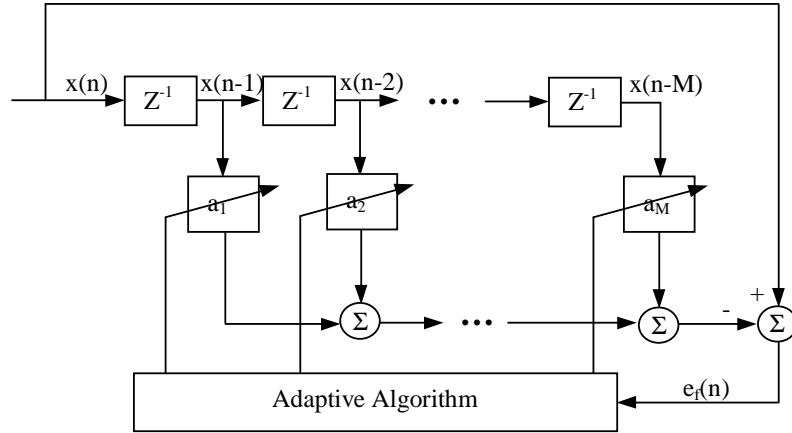 x(n) x(n-1) x(n-2) x(n-M)
Z⁻¹ Z⁻¹ ••• Z⁻¹
a₁ a₂ a_M
Σ ••• Σ - + Σ
Adaptive Algorithm e_f(n)